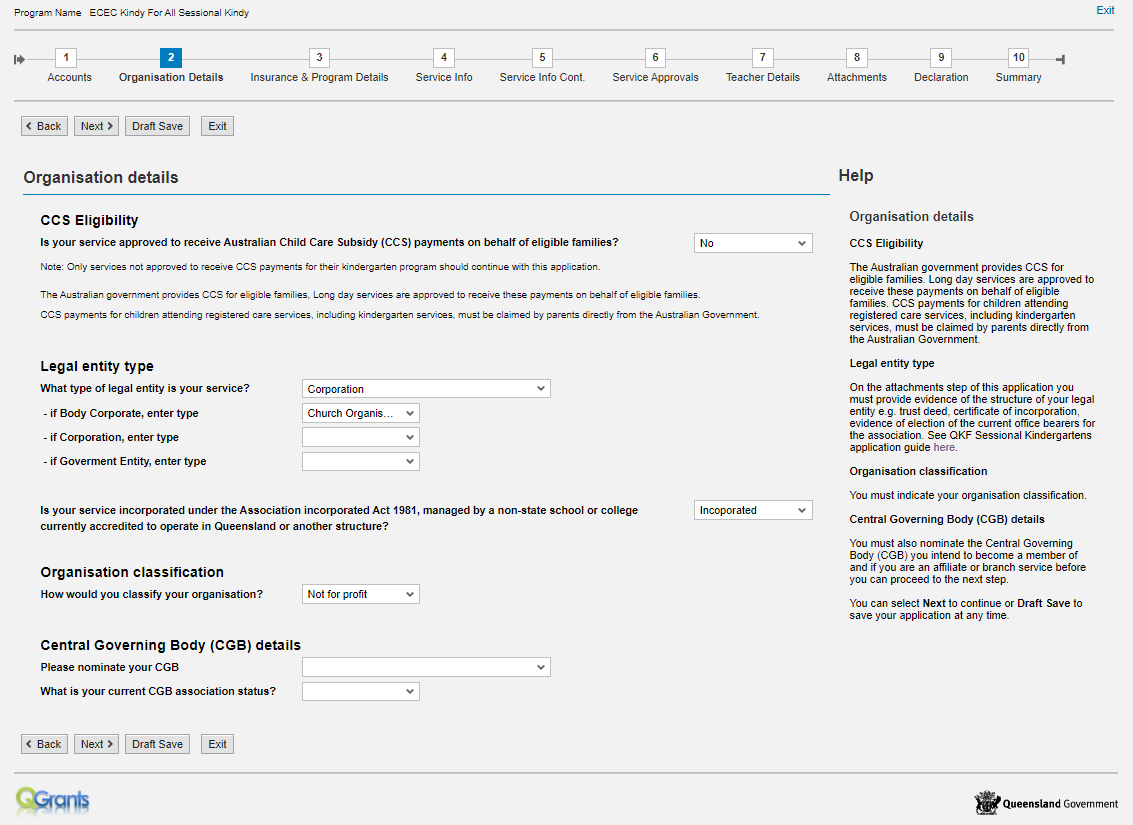 Program Name ECEC Kindy For All Sessional Kindy
Exit
1 2 3 4 5 6 7 8 9 10
Accounts Organisation Details Insurance & Program Details Service Info Service Info Cont. Service Approvals Teacher Details Attachments Declaration Summary
Back Next Draft Save Exit
Organisation details
CCS Eligibility
Is your service approved to receive Australian Child Care Subsidy (CCS) payments on behalf of eligible families?
No
Note: Only services not approved to receive CCS payments for their kindergarten program should continue with this application.
The Australian government provides CCS for eligible families, Long day services are approved to receive these payments on behalf of eligible families.
CCS payments for children attending registered care services, including kindergarten services, must be claimed by parents directly from the Australian Government.
Legal entity type
What type of legal entity is your service?
Corporation
- if Body Corporate, enter type
Church Organis...
- if Corporation, enter type
- if Goverment Entity, enter type
Is your service incorporated under the Association incorporated Act 1981, managed by a non-state school or college
currently accredited to operate in Queensland or another structure?
Incoporated
Organisation classification
How would you classify your organisation?
Not for profit
Central Governing Body (CGB) details
Please nominate your CGB
What is your current CGB association status?
Back Next Draft Save Exit
Help
Organisation details
CCS Eligibility
The Australian government provides CCS for
eligible families. Long day services are approved to
receive these payments on behalf of eligible
families. CCS payments for children attending
registered care services, including kindergarten
services, must be claimed by parents directly from
the Australian Government.
Legal entity type
On the attachments step of this application you
must provide evidence of the structure of your legal
entity e.g. trust deed, certificate of incorporation,
evidence of election of the current office bearers for
the association. See QKF Sessional Kindergartens
application guide here.
Organisation classification
You must indicate your organisation classification.
Central Governing Body (CGB) details
You must also nominate the Central Governing
Body (CGB) you intend to become a member of
and if you are an affiliate or branch service before
you can proceed to the next step.
You can select Next to continue or Draft Save to
save your application at any time.
QGrants
Queensland Government